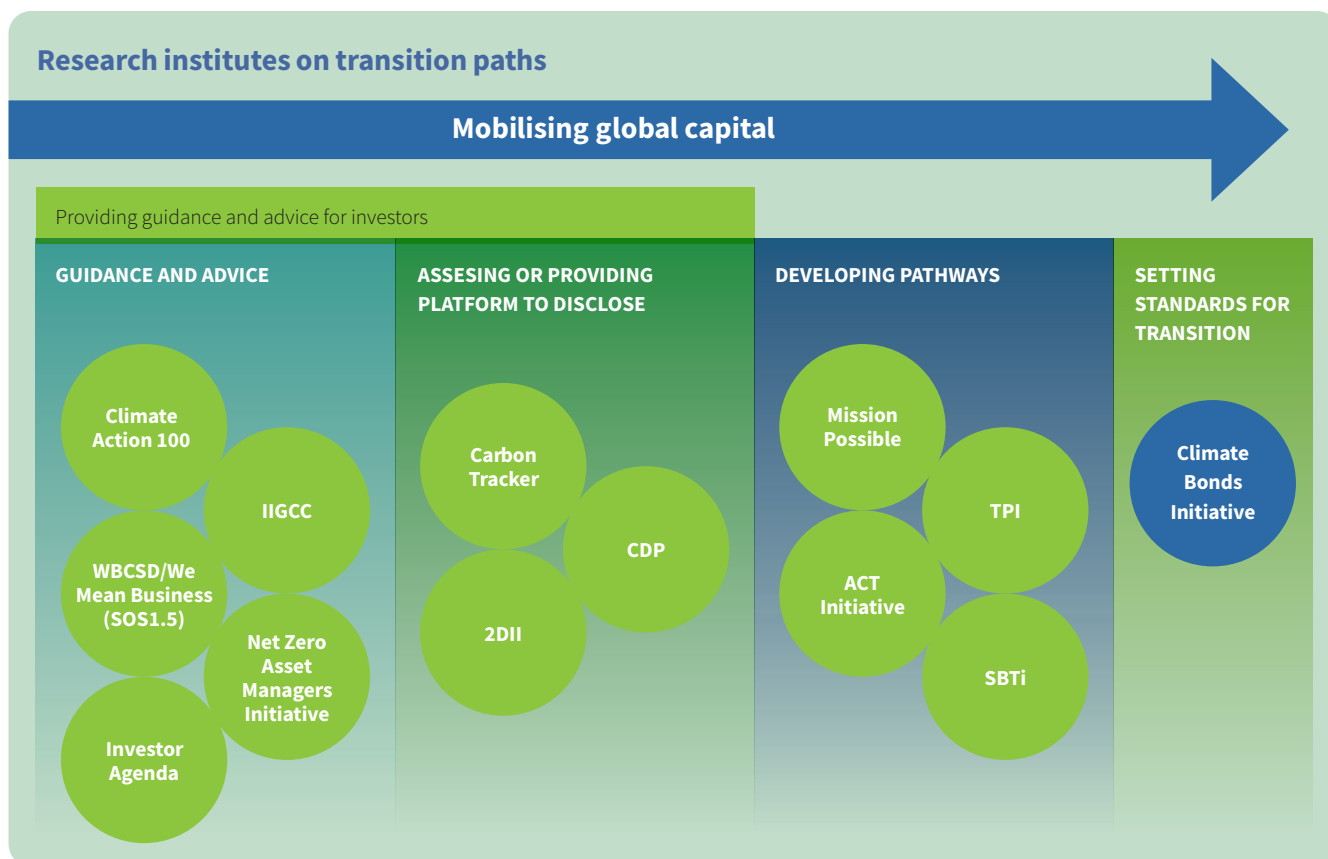 Research institutes on transition paths
Mobilising global capital
Providing guidance and advice for investors
GUIDANCE AND ADVICE
Climate
Action 100
IIGCC
WBCSD/We
Mean Business
(SOS1.5)
Net Zero
Asset
Managers
Initiative
Investor
Agenda
ASSESING OR PROVIDING
PLATFORM TO DISCLOSE
Carbon
Tracker
CDP
2DII
DEVELOPING PATHWAYS
Mission
Possible
TPI
ACT
Initiative
SBTi
SETTING
STANDARDS FOR
TRANSITION
Climate
Bonds
Initiative